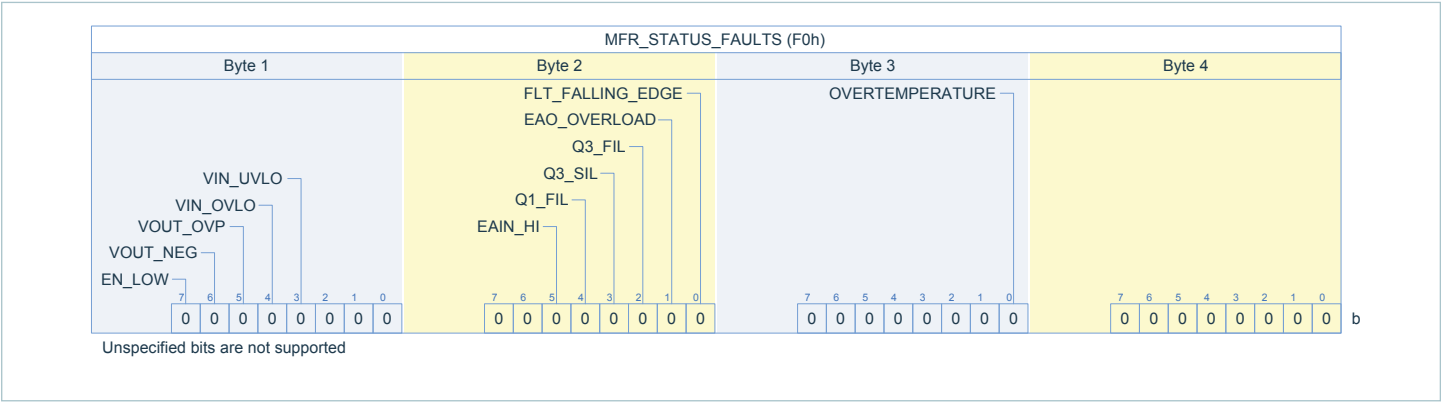 MFR_STATUS_FAULTS (F0h)
Byte 1 Byte 2 Byte 3 Byte 4
FLT_FALLING_EDGE OVERTEMPERATURE
EAO_OVERLOAD
Q3_FIL
VIN_UVLO Q3_SIL
VIN_OVLO Q1_FIL
VOUT_OVP EAIN_HI
VOUT_NEG
EN_LOW
7 6 5 4 3 2 1 0 7 6 5 4 3 2 1 0 7 6 5 4 3 2 1 0 7 6 5 4 3 2 1 0
0 0 0 0 0 0 0 0 0 0 0 0 0 0 0 0 0 0 0 0 0 0 0 0 0 0 0 0 0 0 0 0 b
Unspecified bits are not supported